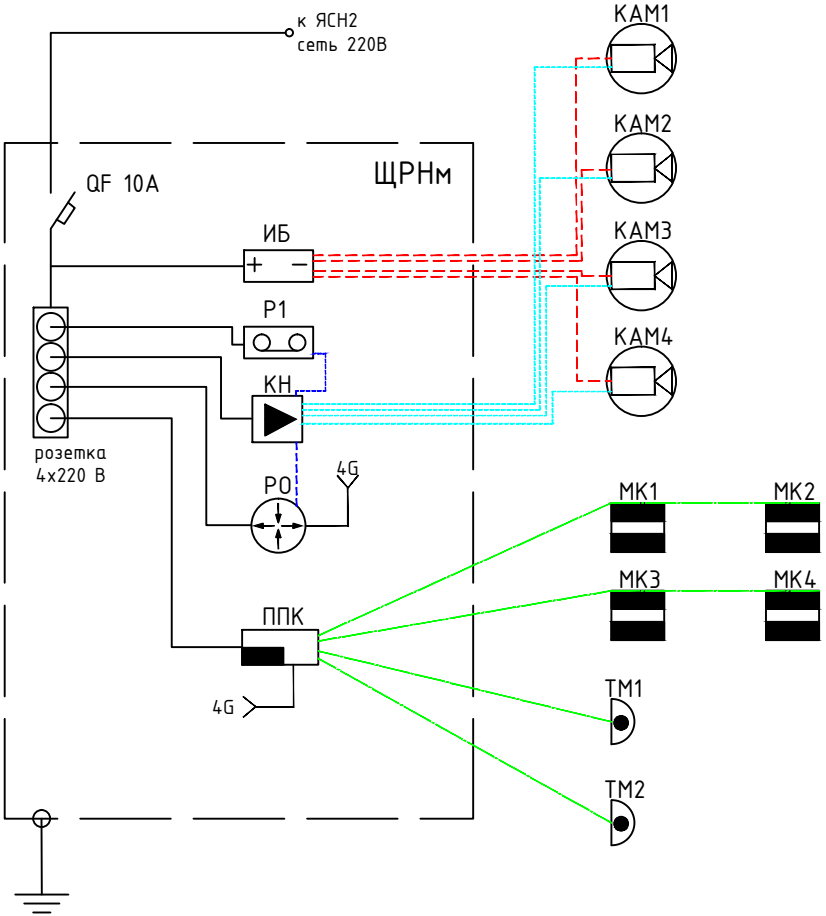 к ЯСН2
сеть 220В
КАМ1
КАМ2
ЩРНм
QF 10А
ИБ
+ −
КАМ3
Р1
КАМ4
КН
розетка
4х220 В
РО
4G
МК1
МК2
МК3
МК4
ППК
4G
ТМ1
ТМ2